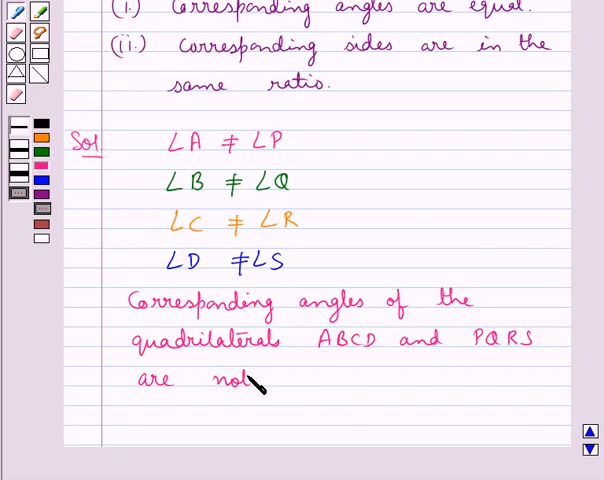 (i.) Corresponding angles are equal.
(ii.) Corresponding sides are in the
same ratio.
Sol ∠A ≠ ∠P
∠B ≠ ∠Q
∠C ≠ ∠R
∠D ≠ ∠S
Corresponding angles of the
quadrilaterals ABCD and PQRS
are not